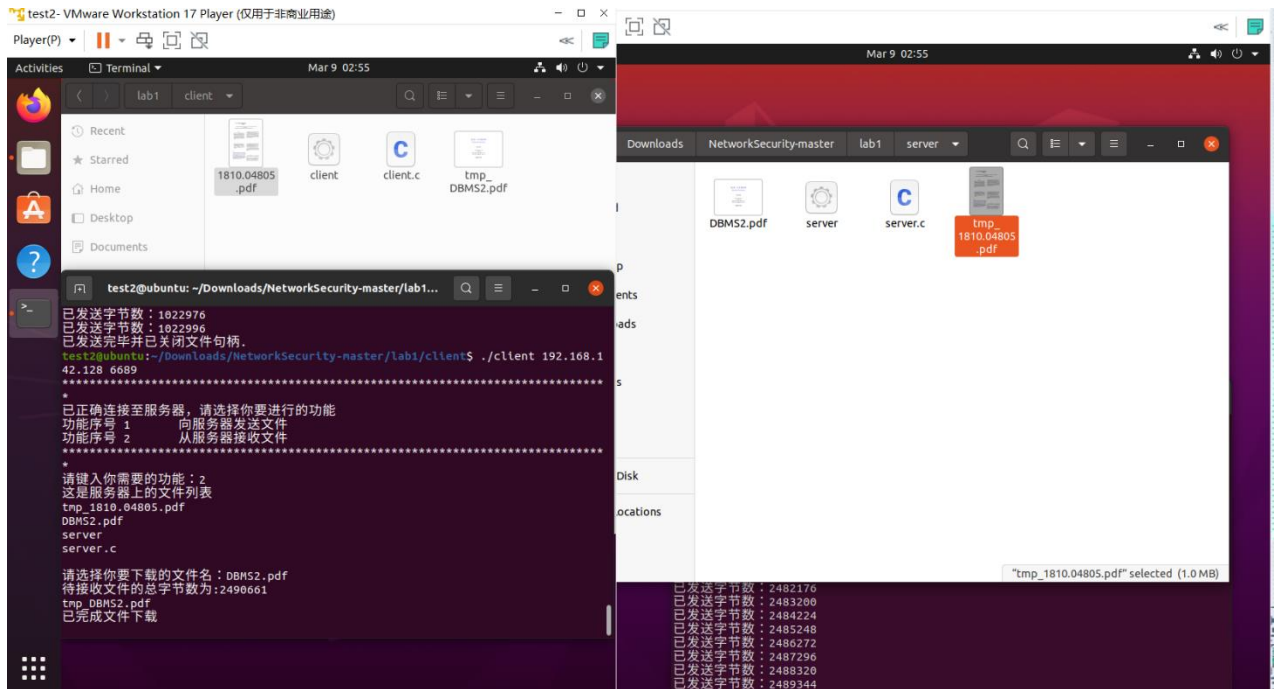 test2- VMware Workstation 17 Player (仅用于非商业用途)
Player(P)
Activities
Terminal
Mar 9 02:55
lab1
client
Recent
Starred
Home
Desktop
Documents
1810.04805
.pdf
client
client.c
tmp_
DBMS2.pdf
test2@ubuntu: ~/Downloads/NetworkSecurity-master/lab1...
已发送字节数：1022976
已发送字节数：1022996
已发送完毕并已关闭文件句柄.
test2@ubuntu:~/Downloads/NetworkSecurity-master/lab1/client$ ./client 192.168.1
42.128 6689
********************************************************************************
*
已正确连接至服务器，请选择你要进行的功能
功能序号 1 向服务器发送文件
功能序号 2 从服务器接收文件
********************************************************************************
*
请键入你需要的功能：2
这是服务器上的文件列表
tmp_1810.04805.pdf
DBMS2.pdf
server
server.c
请选择你要下载的文件名：DBMS2.pdf
待接收文件的总字节数为:2490661
tmp_DBMS2.pdf
已完成文件下载
Mar 9 02:55
Downloads
NetworkSecurity-master
lab1
server
DBMS2.pdf
server
server.c
tmp_
1810.04805
.pdf
p
ents
ads
s
Disk
ocations
"tmp_1810.04805.pdf" selected (1.0 MB)
已发送字节数：2482176
已发送字节数：2483200
已发送字节数：2484224
已发送字节数：2485248
已发送字节数：2486272
已发送字节数：2487296
已发送字节数：2488320
已发送字节数：2489344